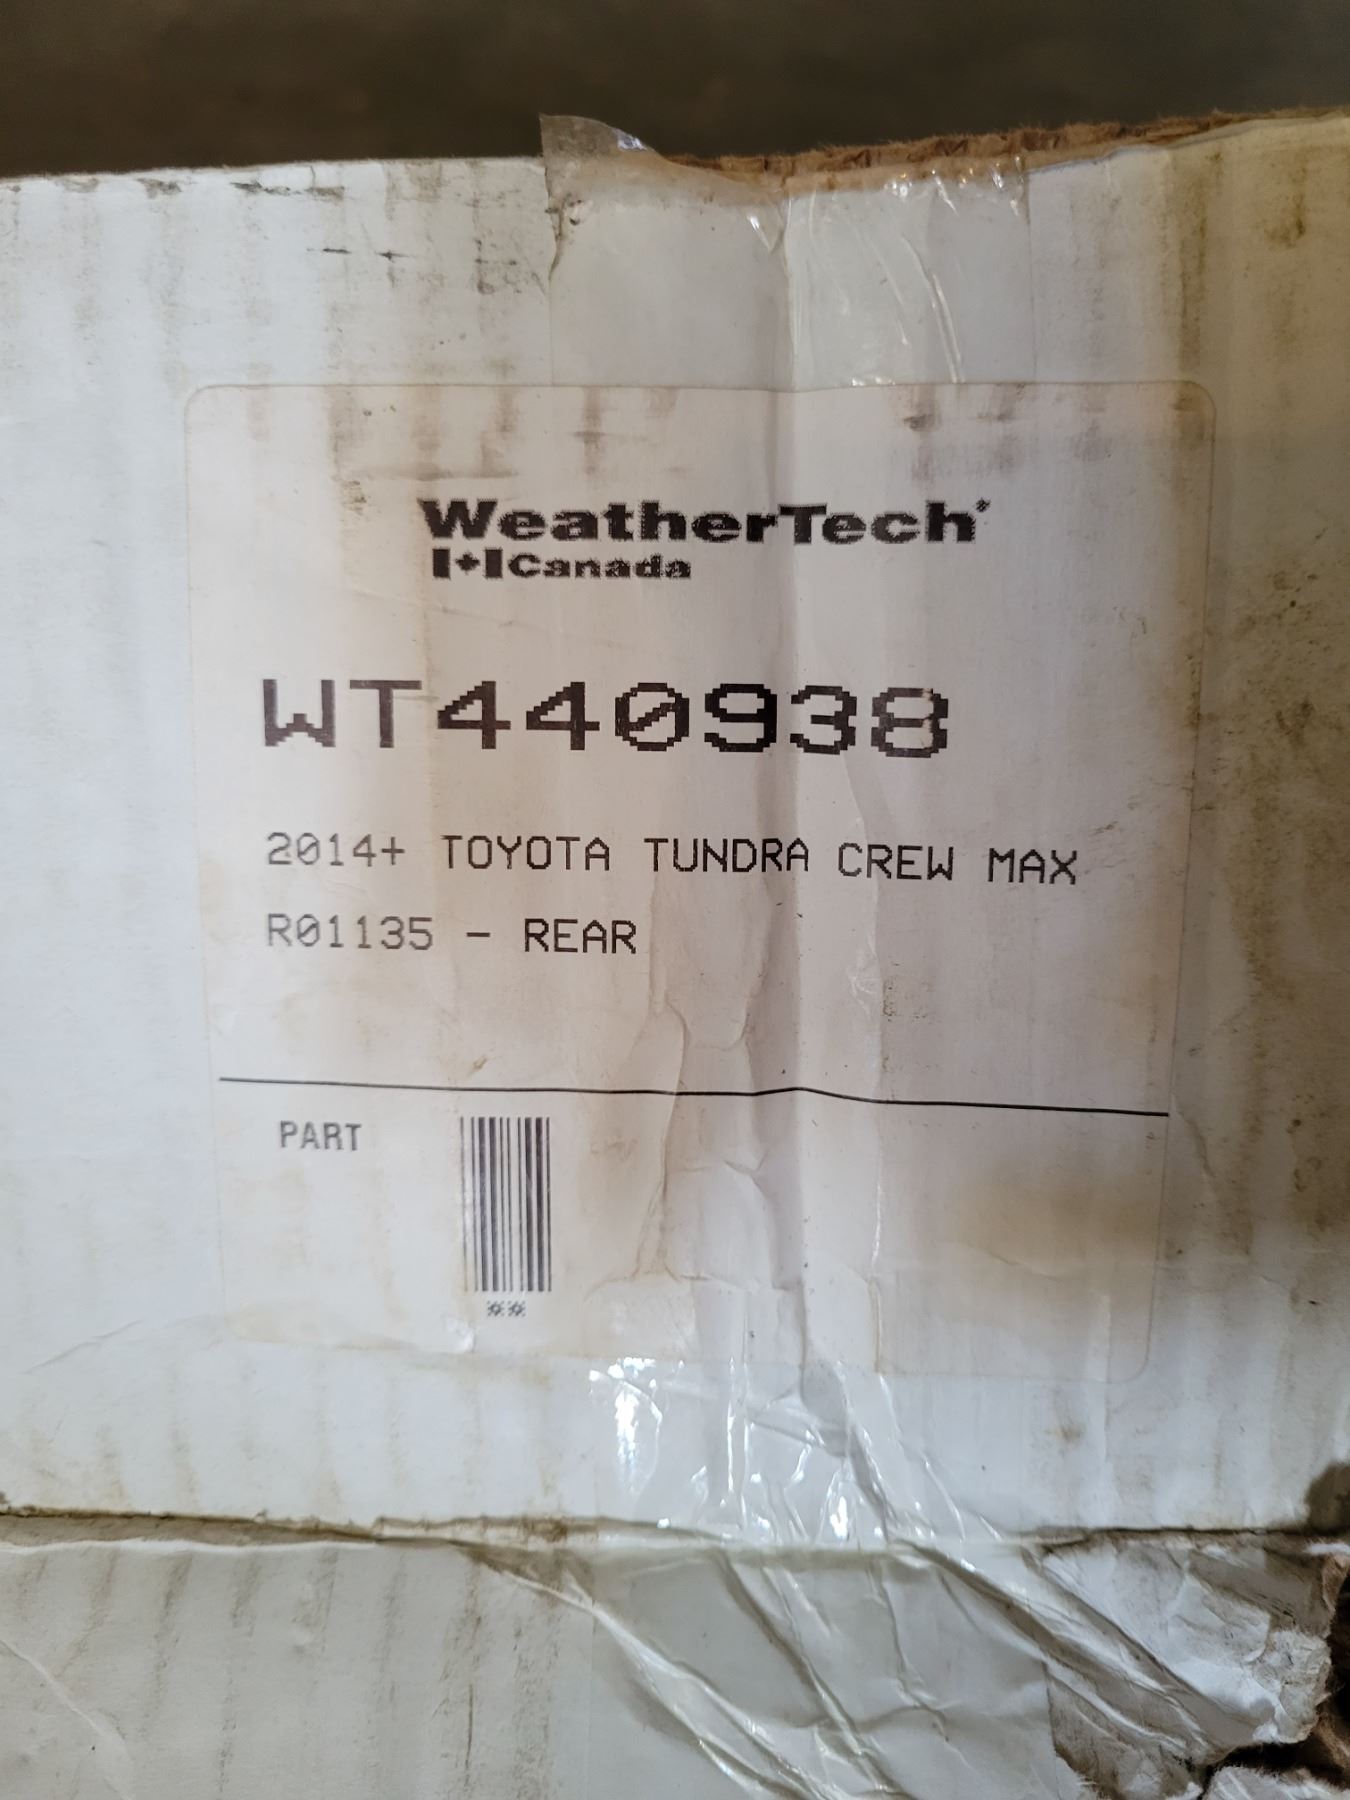 WeatherTech®
Canada
WT440938
2014+ TOYOTA TUNDRA CREW MAX
R01135 - REAR
PART
**